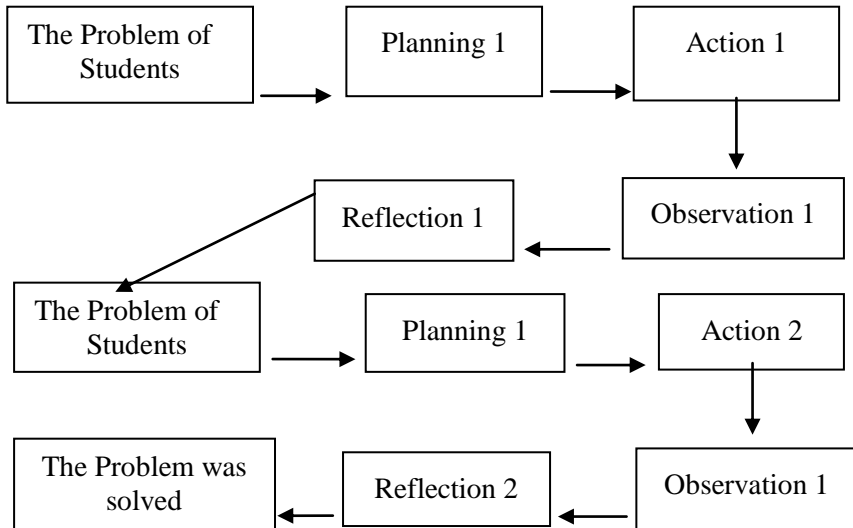 The Problem of
Students
Planning 1
Action 1
Observation 1
Reflection 1
The Problem of
Students
Planning 1
Action 2
Observation 1
Reflection 2
The Problem was
solved